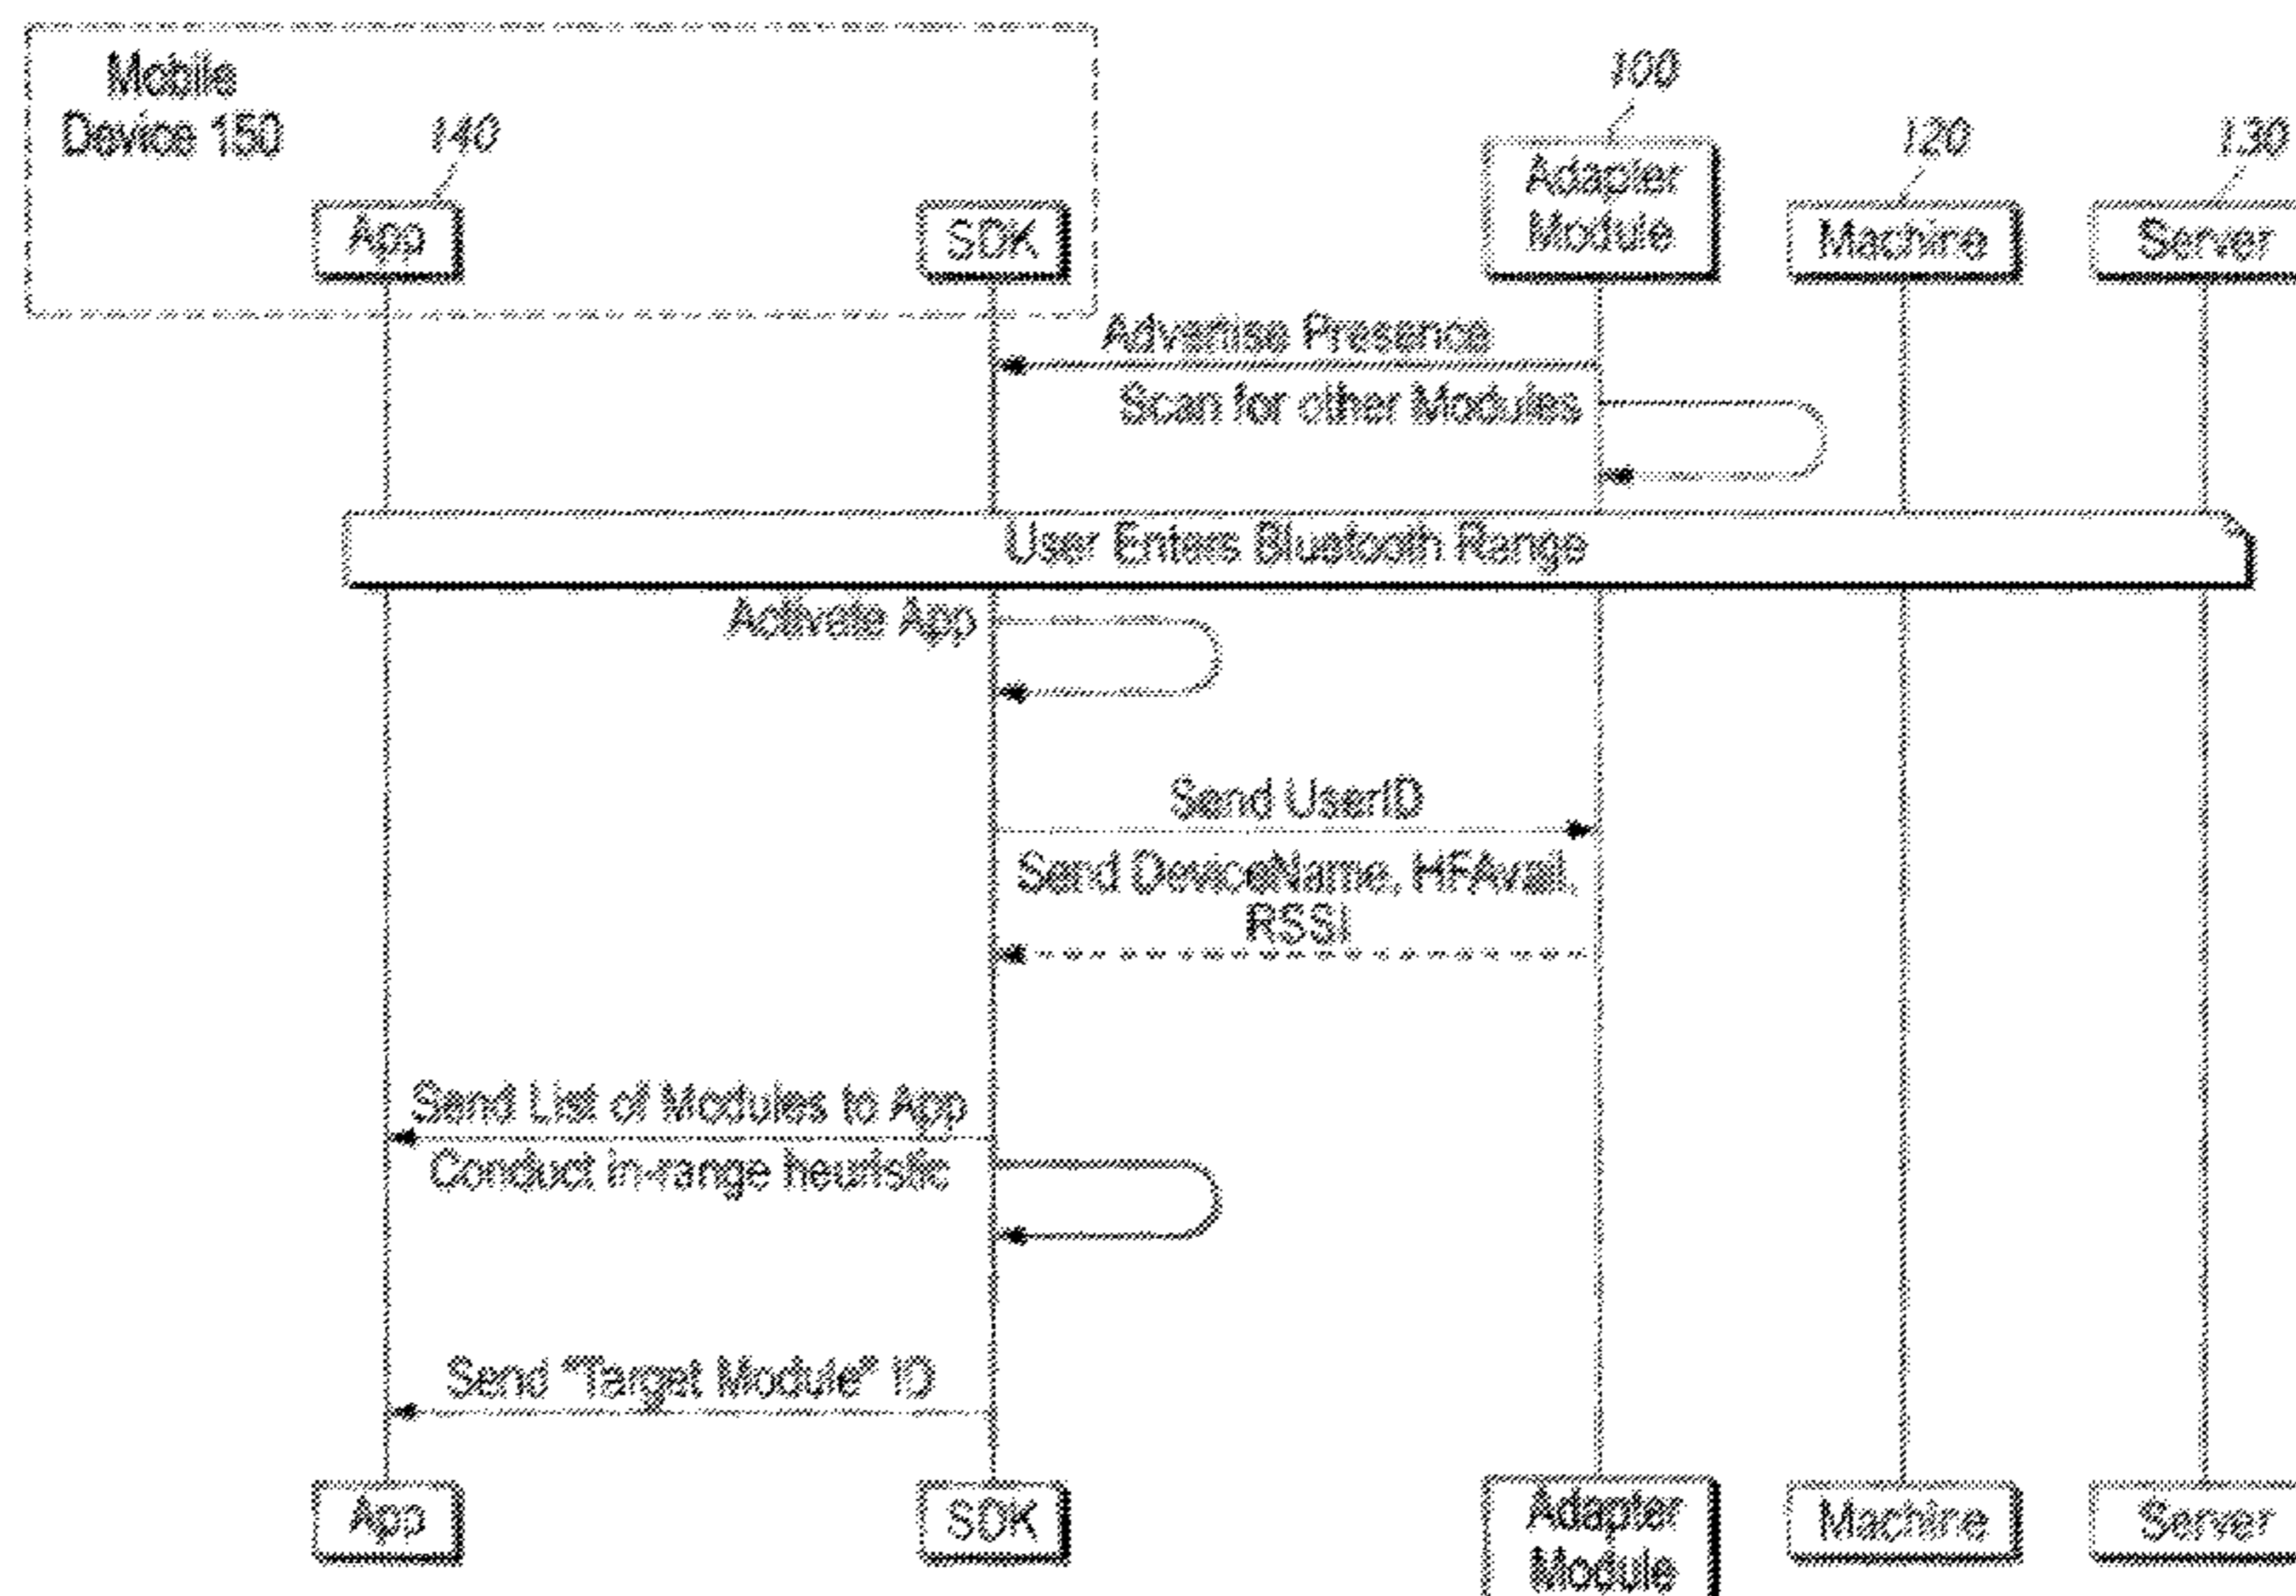 Mobile
Device 150
140
100
120
130
App
SDK
Adapter
Module
Machine
Server
Advertise Presence
Scan for other Modules
User Enters Bluetooth Range
Activate App
Send UserID
Send DeviceName, HFAvail,
RSSI
Send List of Modules to App
Conduct in-range heuristic
Send "Target Module" ID
App
SDK
Adapter
Module
Machine
Server